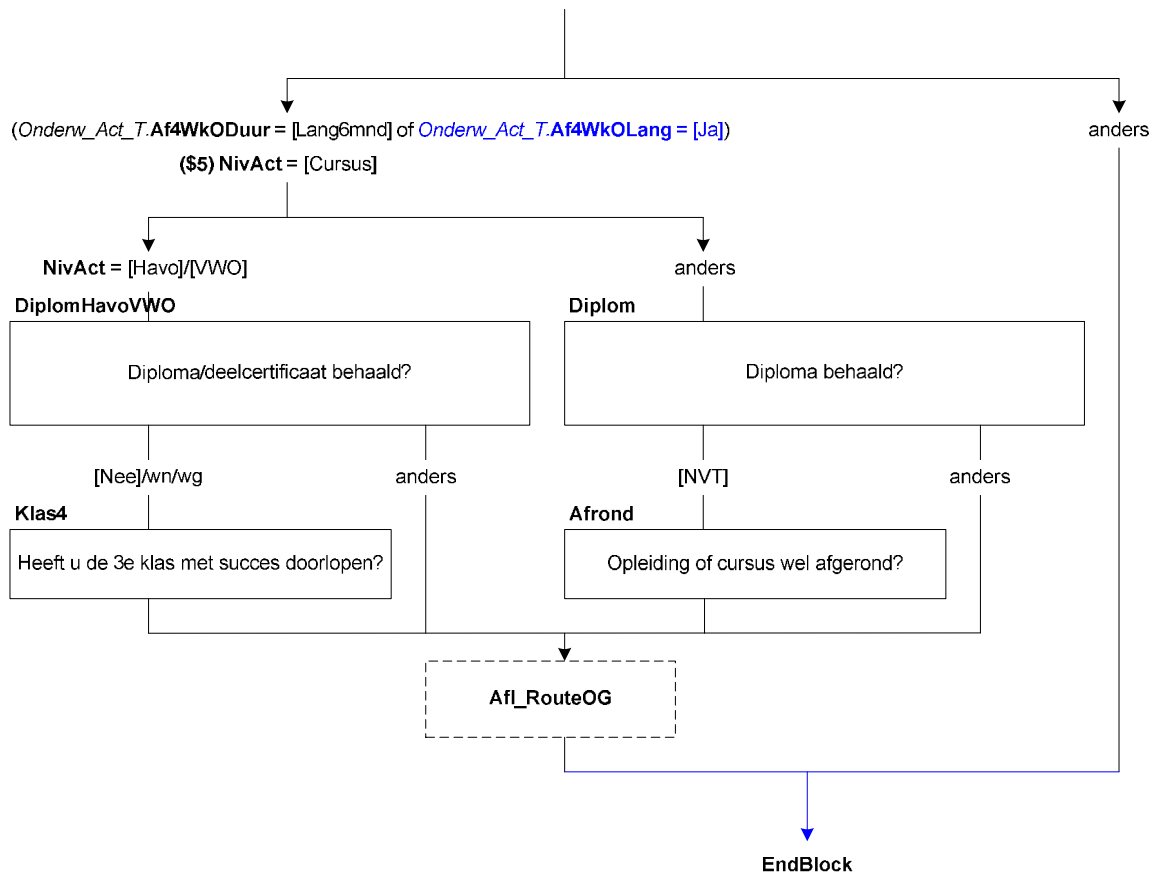 (Onderw_Act_T.Af4WkODuur = [Lang6mnd] of Onderw_Act_T.Af4WkOLang = [Ja])
anders
($5) NivAct = [Cursus]
NivAct = [Havo]/[VWO]
anders
DiplomHavoVWO
Diplom
Diploma/deelcertificaat behaald?
Diploma behaald?
[Nee]/wn/wg
anders
[NVT]
anders
Klas4
Afrond
Heeft u de 3e klas met succes doorlopen?
Opleiding of cursus wel afgerond?
Afl_RouteOG
EndBlock